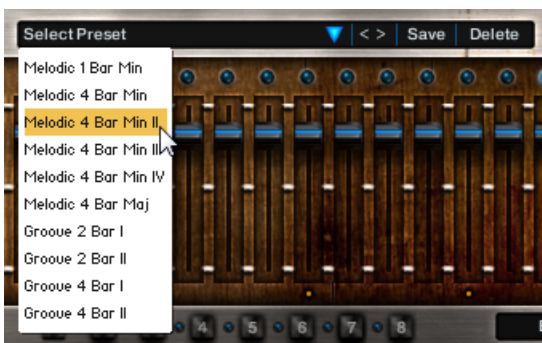 Select Preset < > Save Delete
Melodic 1 Bar Min
Melodic 4 Bar Min
Melodic 4 Bar Min II
Melodic 4 Bar Min III
Melodic 4 Bar Min IV
Melodic 4 Bar Maj
Groove 2 Bar I
Groove 2 Bar II
Groove 4 Bar I
Groove 4 Bar II
4 5 6 7 8